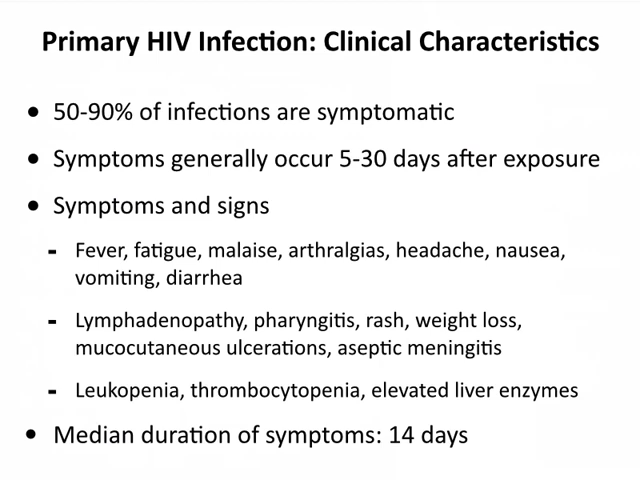 Primary HIV Infection: Clinical Characteristics
• 50-90% of infections are symptomatic
• Symptoms generally occur 5-30 days after exposure
• Symptoms and signs
- Fever, fatigue, malaise, arthralgias, headache, nausea,
vomiting, diarrhea
- Lymphadenopathy, pharyngitis, rash, weight loss,
mucocutaneous ulcerations, aseptic meningitis
- Leukopenia, thrombocytopenia, elevated liver enzymes
• Median duration of symptoms: 14 days